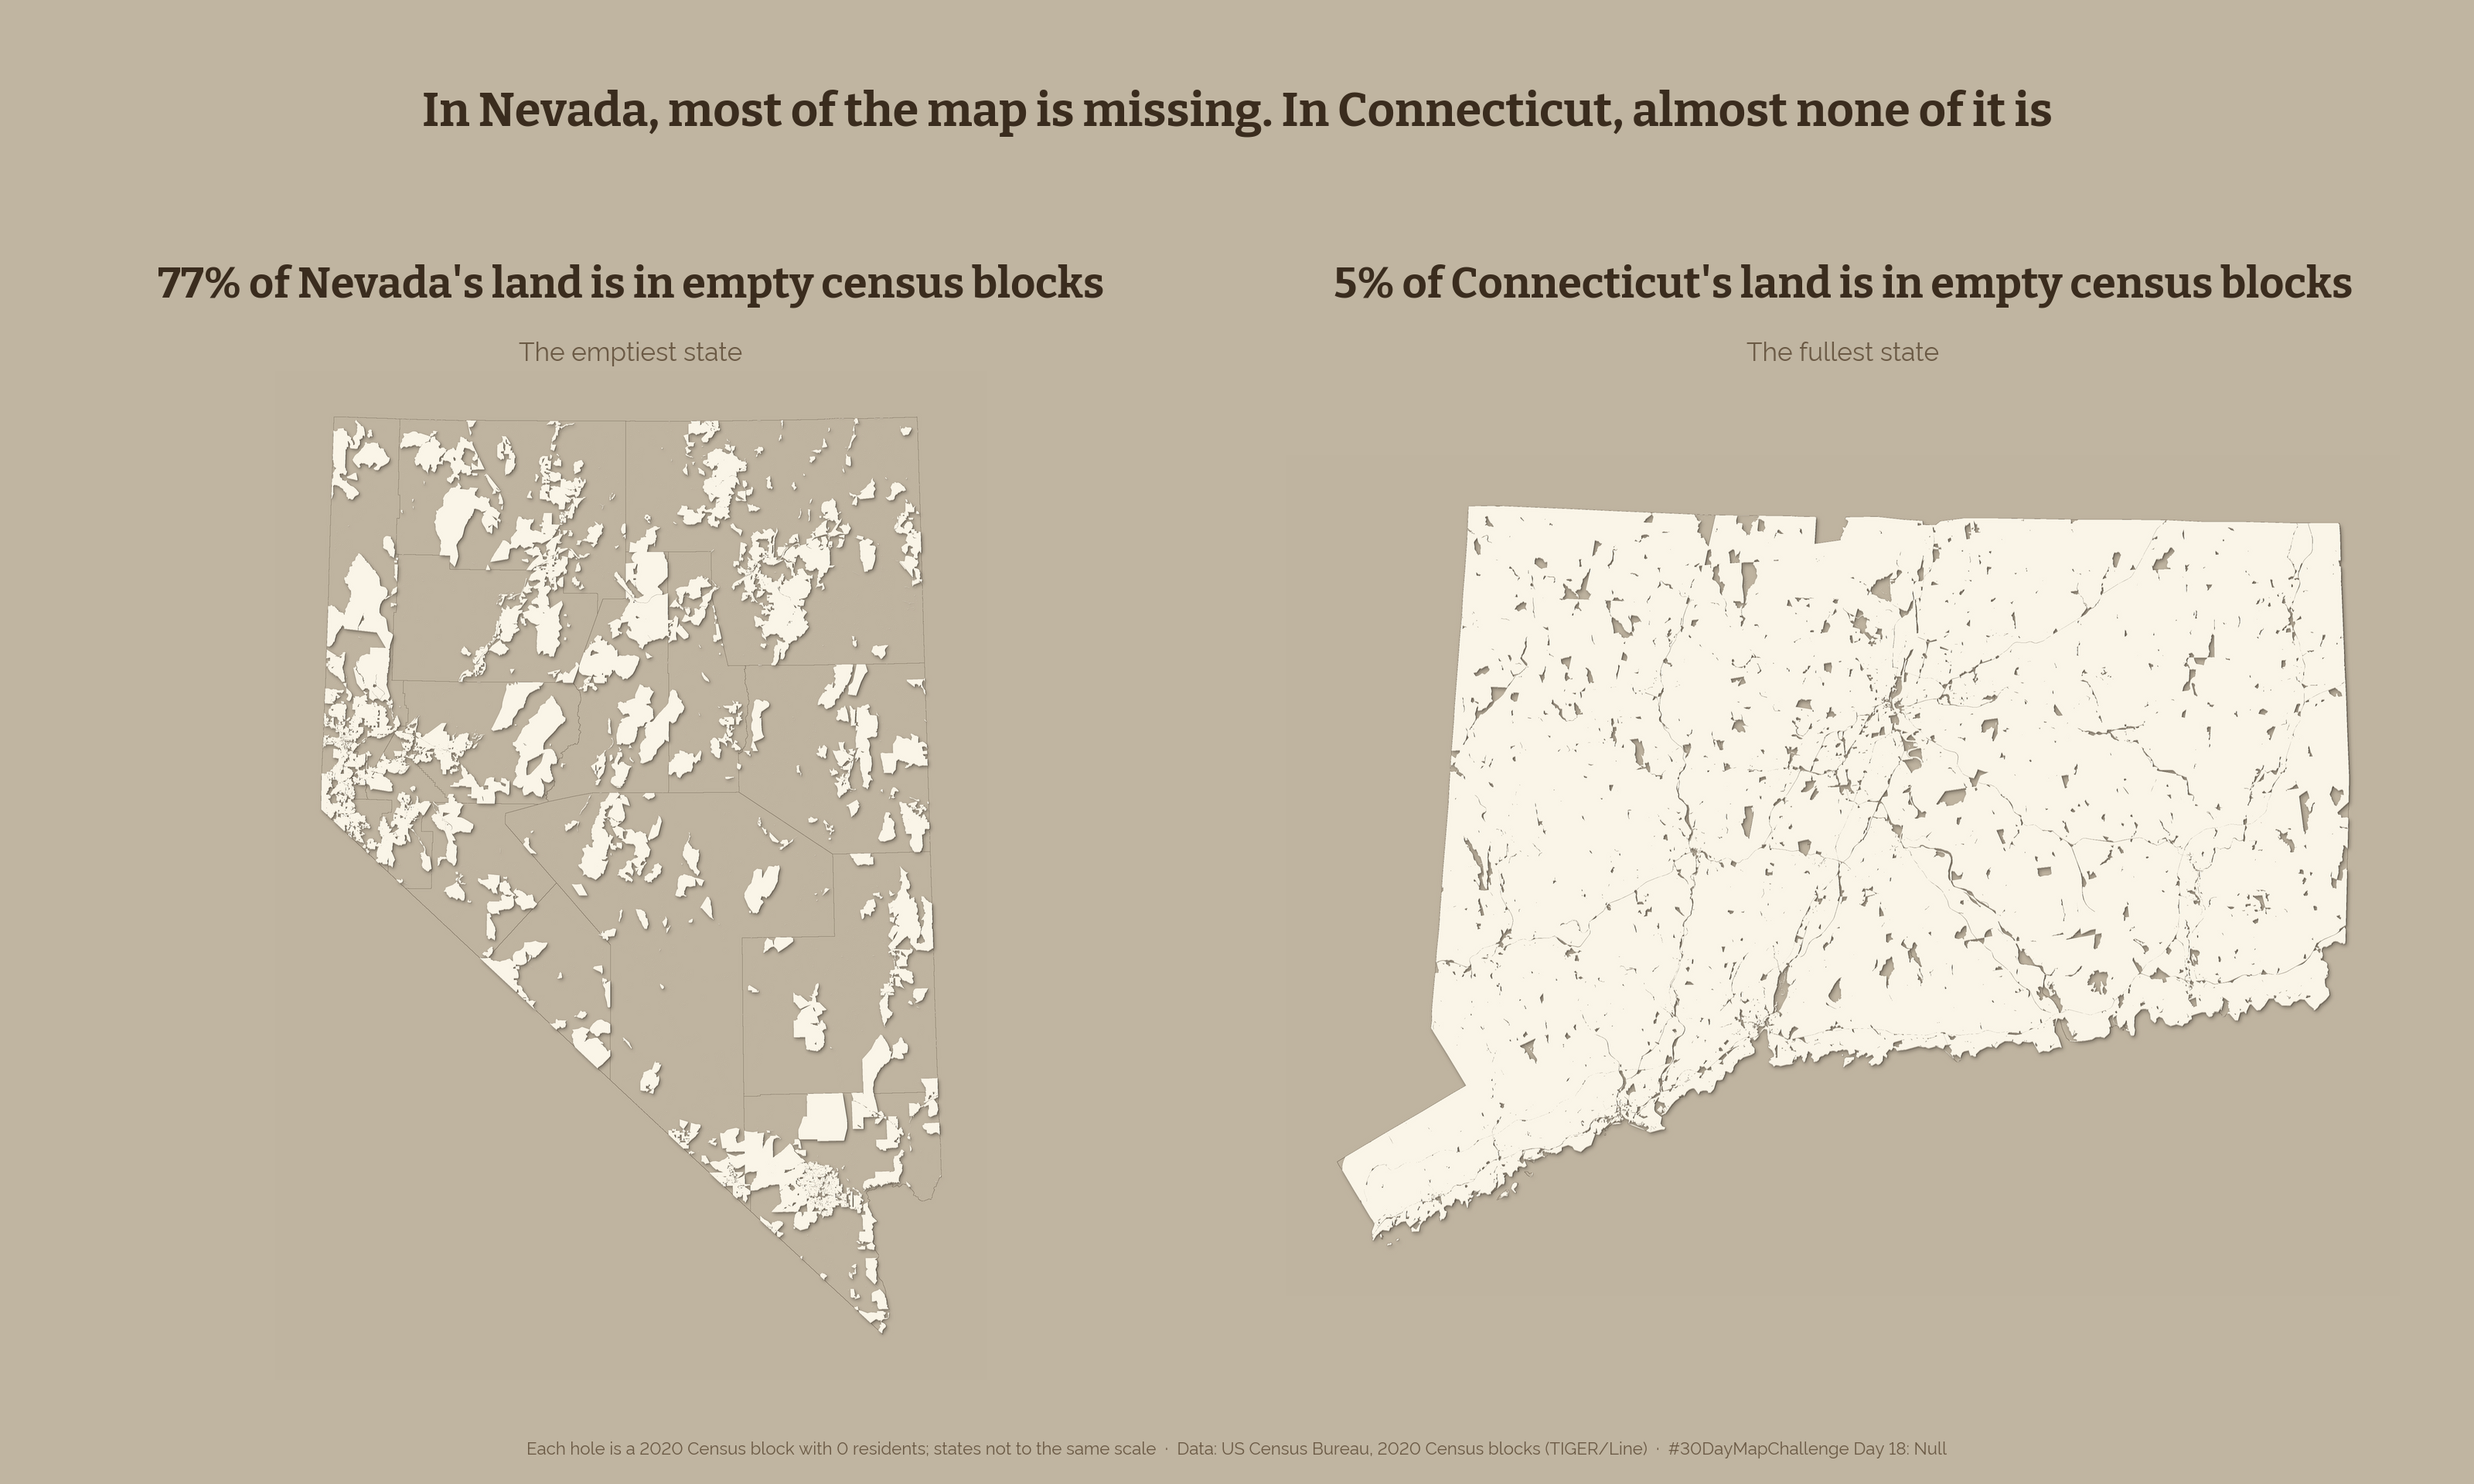 In Nevada, most of the map is missing. In Connecticut, almost none of it is
77% of Nevada's land is in empty census blocks
The emptiest state
5% of Connecticut's land is in empty census blocks
The fullest state
Each hole is a 2020 Census block with 0 residents; states not to the same scale · Data: US Census Bureau, 2020 Census blocks (TIGER/Line) · #30DayMapChallenge Day 18: Null